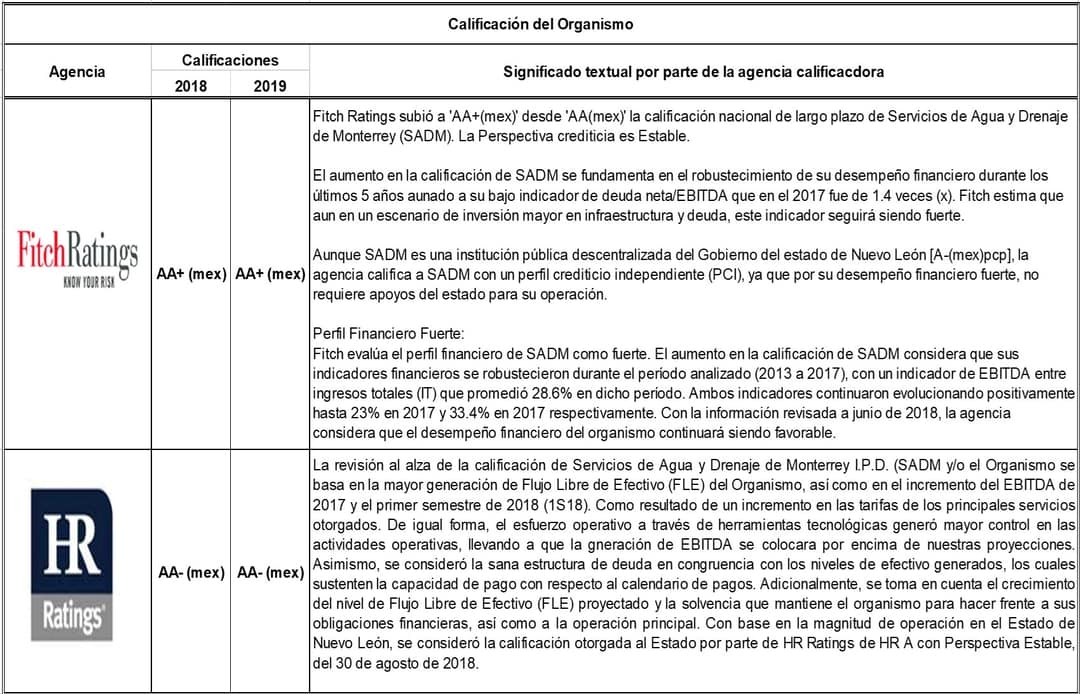 Calificación del Organismo
Agencia
Calificaciones
2018 2019
Significado textual por parte de la agencia calificacdora
Fitch Ratings subió a 'AA+(mex)' desde 'AA(mex)' la calificación nacional de largo plazo de Servicios de Agua y Drenaje
de Monterrey (SADM). La Perspectiva crediticia es Estable.
El aumento en la calificación de SADM se fundamenta en el robustecimiento de su desempeño financiero durante los
últimos 5 años aunado a su bajo indicador de deuda neta/EBITDA que en el 2017 fue de 1.4 veces (x). Fitch estima que
aun en un escenario de inversión mayor en infraestructura y deuda, este indicador seguirá siendo fuerte.
FitchRatings
KNOW YOUR RISK
AA+ (mex) AA+ (mex)
Aunque SADM es una institución pública descentralizada del Gobierno del estado de Nuevo León [A-(mex)pcp], la
agencia califica a SADM con un perfil crediticio independiente (PCI), ya que por su desempeño financiero fuerte, no
requiere apoyos del estado para su operación.
Perfil Financiero Fuerte:
Fitch evalúa el perfil financiero de SADM como fuerte. El aumento en la calificación de SADM considera que sus
indicadores financieros se robustecieron durante el período analizado (2013 a 2017), con un indicador de EBITDA entre
ingresos totales (IT) que promedió 28.6% en dicho período. Ambos indicadores continuaron evolucionando positivamente
hasta 23% en 2017 y 33.4% en 2017 respectivamente. Con la información revisada a junio de 2018, la agencia
considera que el desempeño financiero del organismo continuará siendo favorable.
HR
Ratings®
AA- (mex) AA- (mex)
La revisión al alza de la calificación de Servicios de Agua y Drenaje de Monterrey I.P.D. (SADM y/o el Organismo se
basa en la mayor generación de Flujo Libre de Efectivo (FLE) del Organismo, así como en el incremento del EBITDA de
2017 y el primer semestre de 2018 (1S18). Como resultado de un incremento en las tarifas de los principales servicios
otorgados. De igual forma, el esfuerzo operativo a través de herramientas tecnológicas generó mayor control en las
actividades operativas, llevando a que la gneración de EBITDA se colocara por encima de nuestras proyecciones.
Asimismo, se consideró la sana estructura de deuda en congruencia con los niveles de efectivo generados, los cuales
sustenten la capacidad de pago con respecto al calendario de pagos. Adicionalmente, se toma en cuenta el crecimiento
del nível de Flujo Libre de Efectivo (FLE) proyectado y la solvencia que mantiene el organismo para hacer frente a sus
obligaciones financieras, así como a la operación principal. Con base en la magnitud de operación en el Estado de
Nuevo León, se consideró la calificación otorgada al Estado por parte de HR Ratings de HR A con Perspectiva Estable,
del 30 de agosto de 2018.